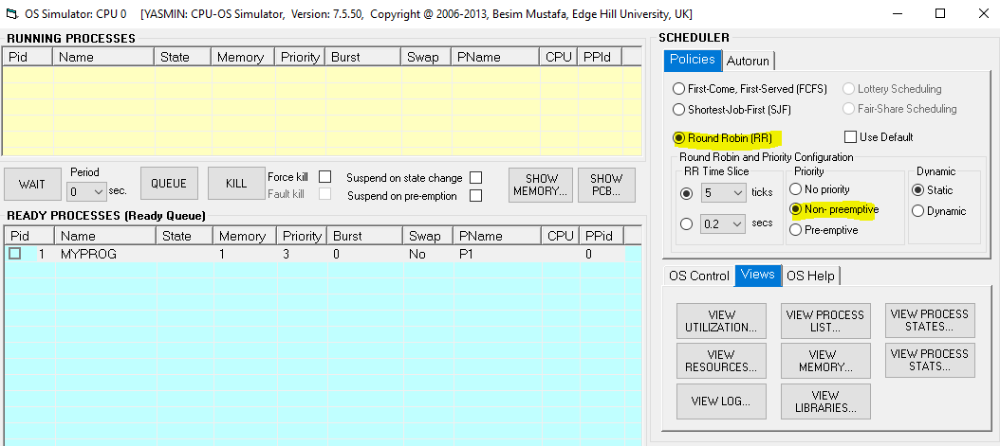 OS Simulator: CPU 0 [YASMIN: CPU-OS Simulator, Version: 7.5.50, Copyright @ 2006-2013, Besim Mustafa, Edge Hill University, UK]
RUNNING PROCESSES
Pid Name State Memory Priority Burst Swap PName CPU PPId
WAIT
Period
0 sec.
QUEUE
KILL
Force kill
Fault kill
Suspend on state change
Suspend on pre-emption
SHOW
MEMORY...
SHOW
PCB...
READY PROCESSES (Ready Queue)
Pid Name State Memory Priority Burst Swap PName CPU PPid
1 MYPROG 1 3 0 No P1 0
SCHEDULER
Policies Autorun
First-Come, First-Served (FCFS) Lottery Scheduling
Shortest-Job-First (SJF) Fair-Share Scheduling
Round Robin (RR) Use Default
Round Robin and Priority Configuration
RR Time Slice
5 ticks
0.2 secs
Priority
No priority
Non- preemptive
Pre-emptive
Dynamic
Static
Dynamic
OS Control Views OS Help
VIEW
UTILIZATION...
VIEW PROCESS
LIST...
VIEW PROCESS
STATES...
VIEW
RESOURCES...
VIEW
MEMORY...
VIEW PROCESS
STATS...
VIEW LOG...
VIEW
LIBRARIES...